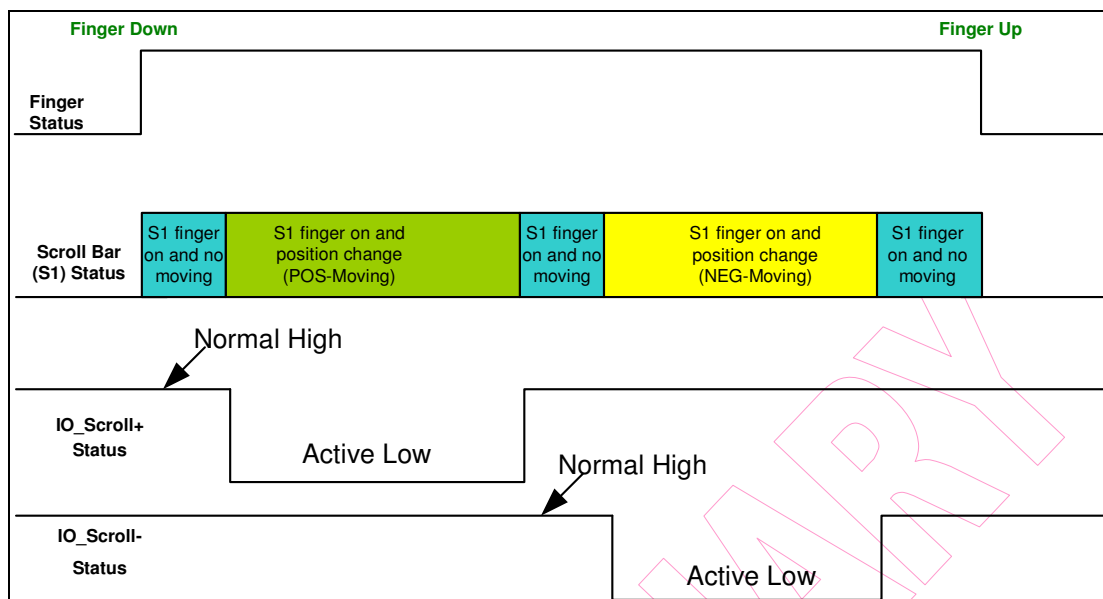 Finger Down
Finger Up
Finger
Status
Scroll Bar
(S1) Status
S1 finger
on and no
moving
S1 finger on and
position change
(POS-Moving)
S1 finger
on and no
moving
S1 finger on and
position change
(NEG-Moving)
S1 finger
on and no
moving
Normal High
IO_Scroll+
Status
Active Low
Normal High
IO_Scroll-
Status
Active Low